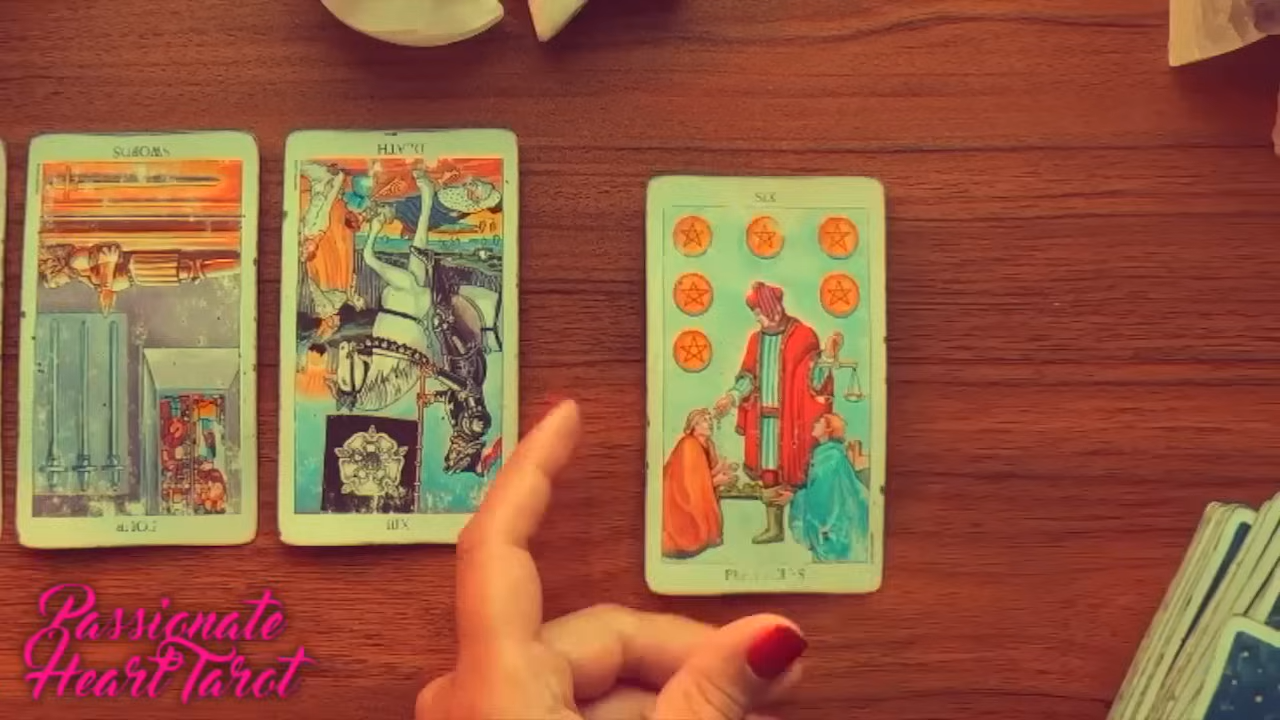 SWORDS
DEATH
SIX
FOUR
XIII
PENTACLES
Passionate
Heart Tarot